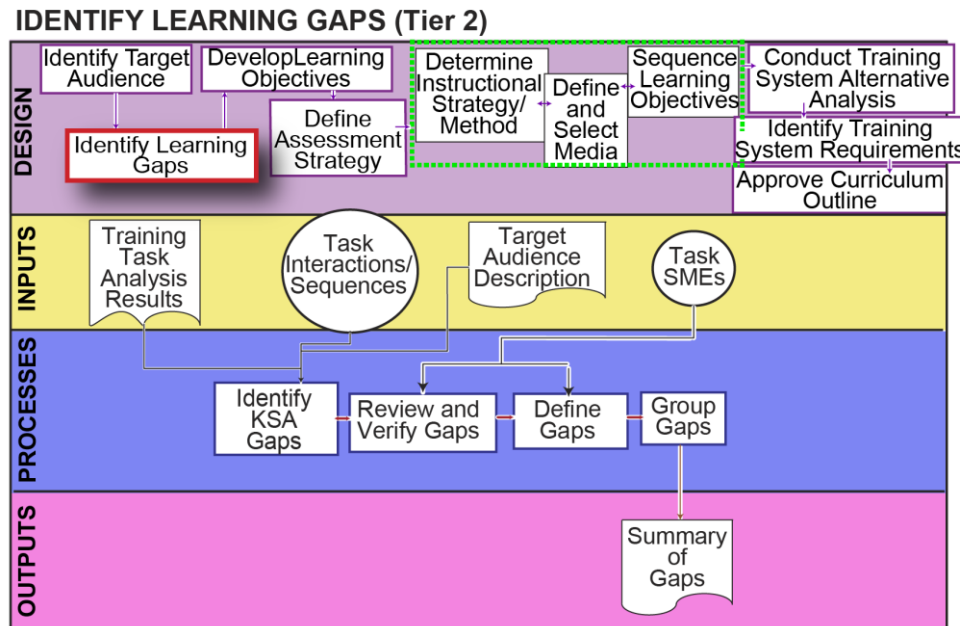 IDENTIFY LEARNING GAPS (Tier 2)
DESIGN
Identify Target
Audience
Identify Learning
Gaps
DevelopLearning
Objectives
Define
Assessment
Strategy
Determine
Instructional
Strategy/
Method
Define
and
Select
Media
Sequence
Learning
Objectives
Conduct Training
System Alternative
Analysis
Identify Training
System Requirements
Approve Curriculum
Outline
INPUTS
Training
Task
Analysis
Results
Task
Interactions/
Sequences
Target
Audience
Description
Task
SMEs
PROCESSES
Identify
KSA
Gaps
Review and
Verify Gaps
Define
Gaps
Group
Gaps
OUTPUTS
Summary
of
Gaps